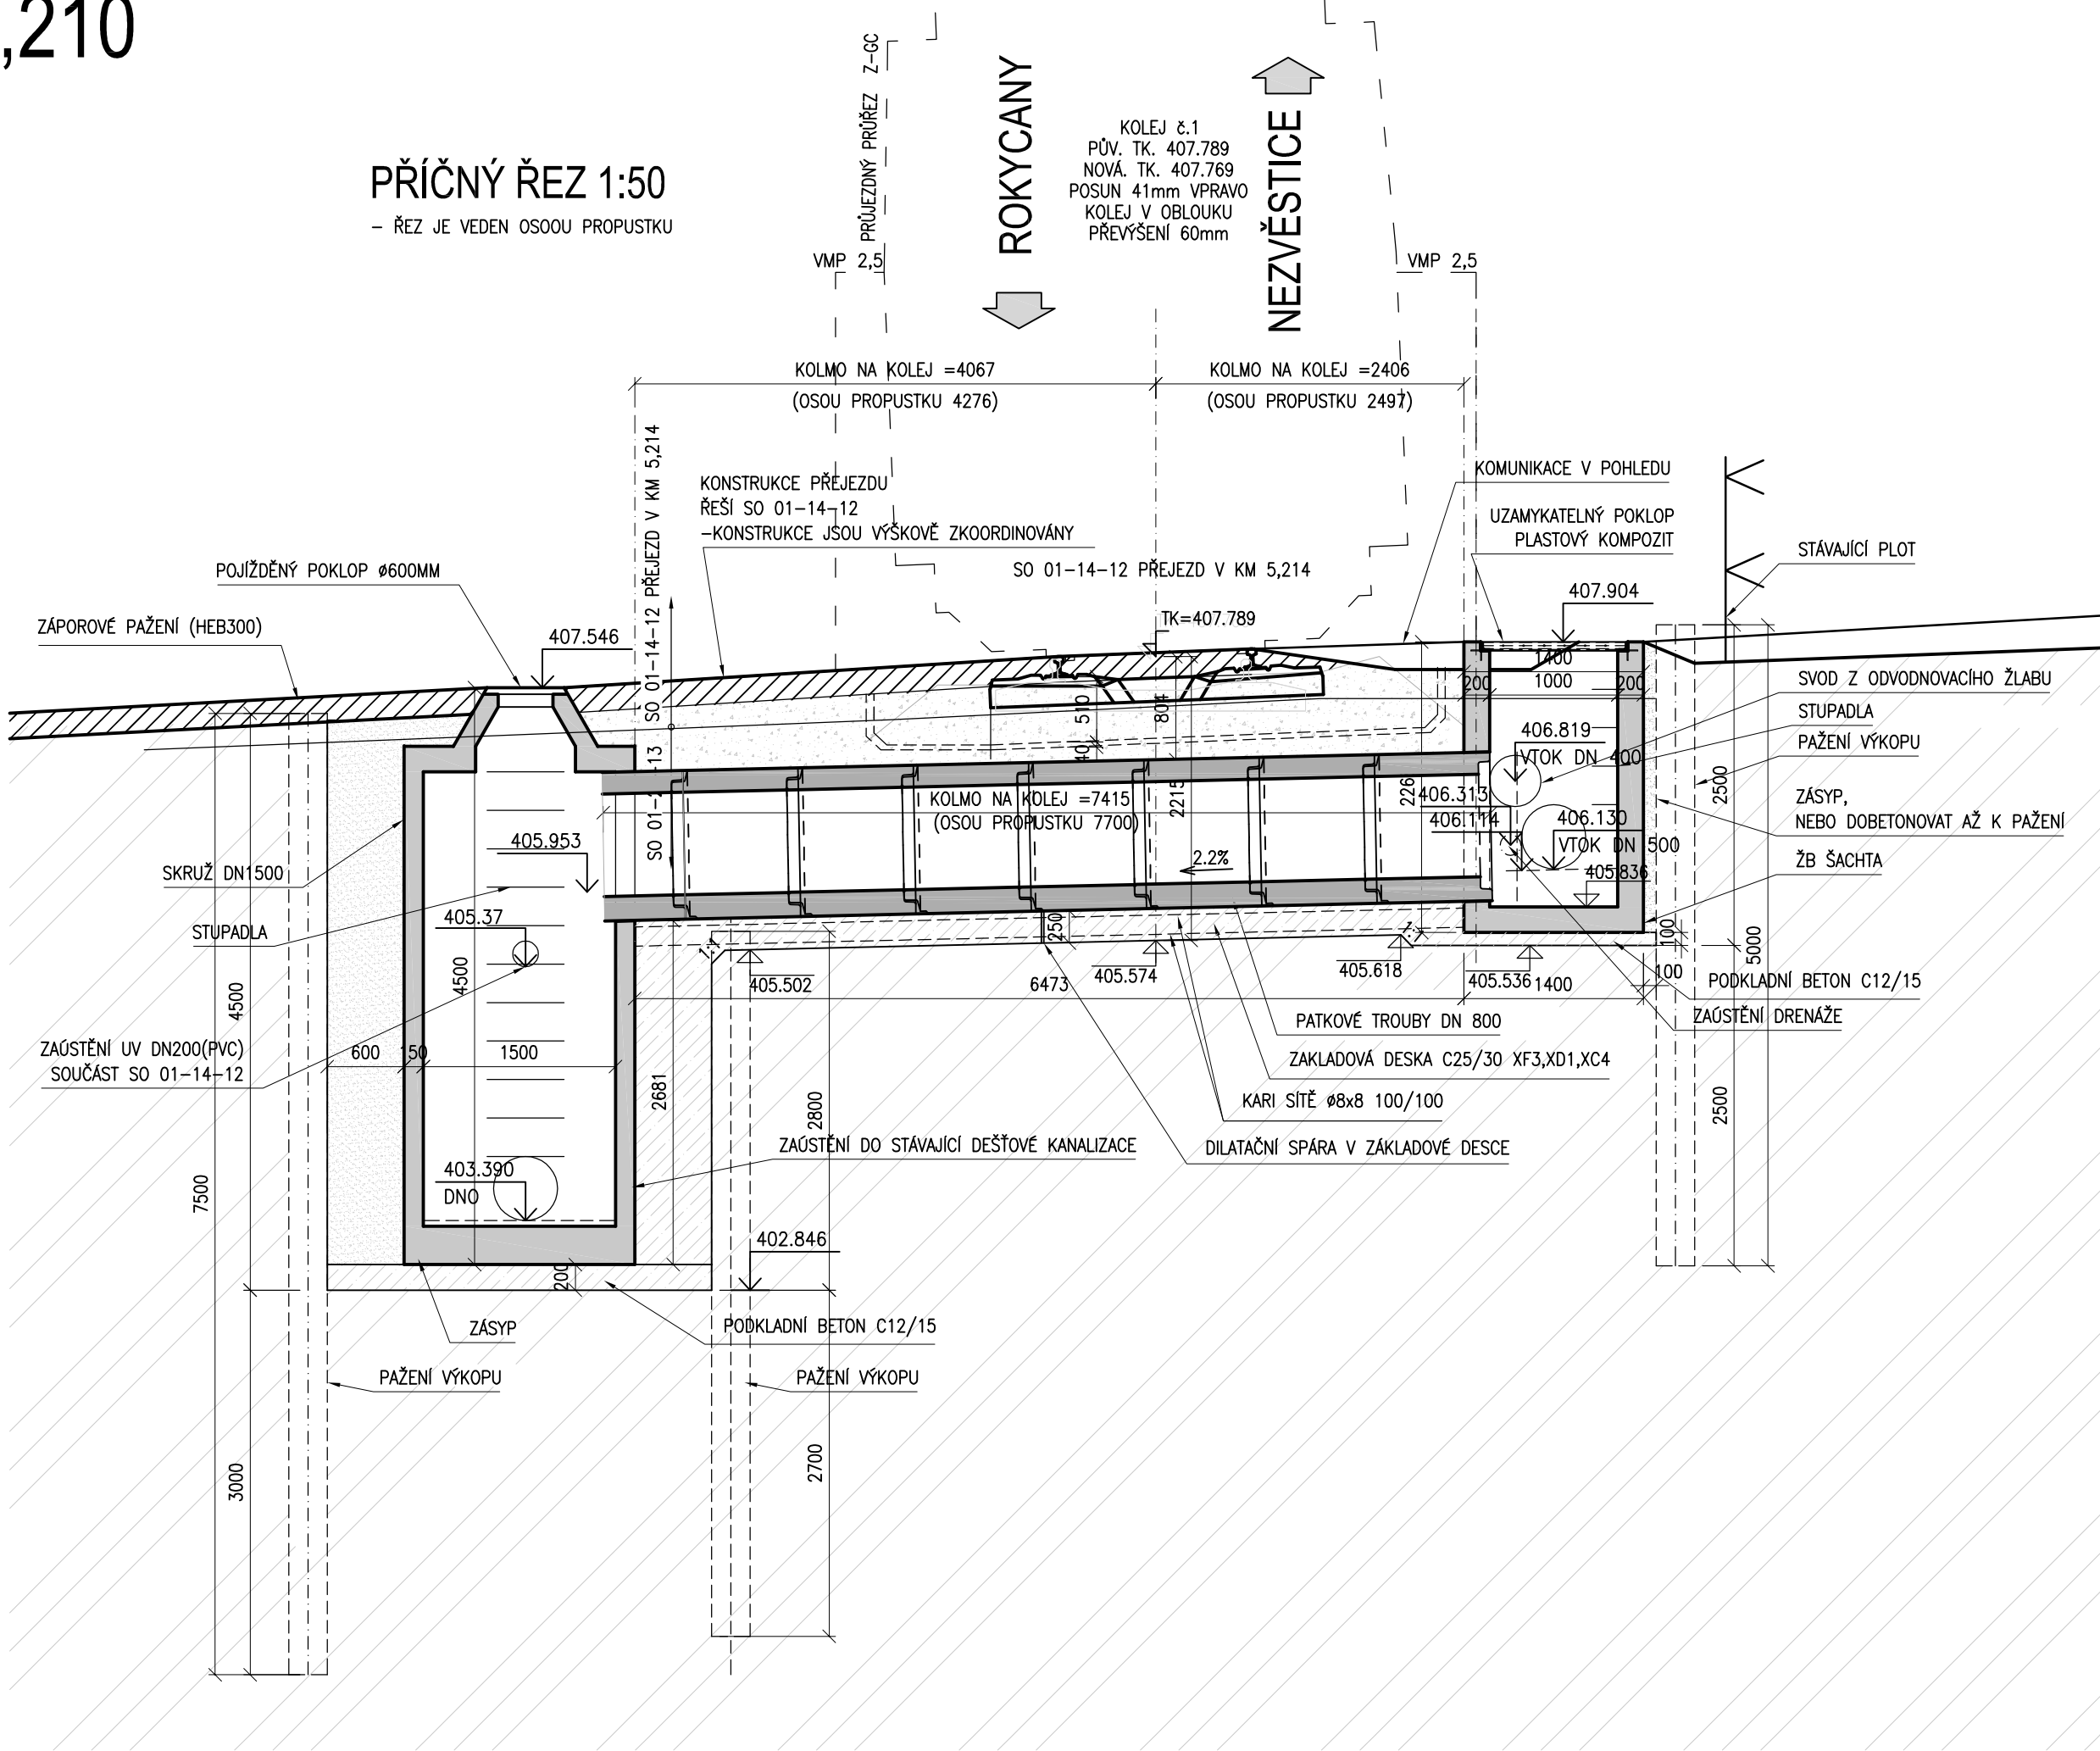 ,210
PŘÍČNÝ ŘEZ 1:50
– ŘEZ JE VEDEN OSOOU PROPUSTKU
PRŮJEZDNÝ PRŮŘEZ Z-GC
ROKYCANY
KOLEJ č.1
PŮV. TK. 407.789
NOVÁ. TK. 407.769
POSUN 41mm VPRAVO
KOLEJ V OBLOUKU
PŘEVÝŠENÍ 60mm
NEZVĚSTICE
VMP 2,5
VMP 2,5
KOLMO NA KOLEJ =4067
(OSOU PROPUSTKU 4276)
KOLMO NA KOLEJ =2406
(OSOU PROPUSTKU 2497)
SO 01-14-12 PŘEJEZD V KM 5,214
KONSTRUKCE PŘEJEZDU
ŘEŠÍ SO 01-14-12
-KONSTRUKCE JSOU VÝŠKOVĚ ZKOORDINOVÁNY
KOMUNIKACE V POHLEDU
UZAMYKATELNÝ POKLOP
PLASTOVÝ KOMPOZIT
STÁVAJÍCÍ PLOT
SO 01-14-12 PŘEJEZD V KM 5,214
POJÍŽDĚNÝ POKLOP ø600MM
ZÁPOROVÉ PAŽENÍ (HEB300)
407.546
TK=407.789
407.904
1400
200
1000
200
SVOD Z ODVODNOVACÍHO ŽLABU
STUPADLA
PAŽENÍ VÝKOPU
510
804
40
406.819
VTOK DN 400
2500
KOLMO NA KOLEJ =7415
(OSOU PROPUSTKU 7700)
2215
406.313
406.114
406.130
VTOK DN 500
ZÁSYP,
NEBO DOBETONOVAT AŽ K PAŽENÍ
ŽB ŠACHTA
405.953
2.2%
405.836
SKRUŽ DN1500
STUPADLA
405.37
250
100
5000
4500
4500
405.502
6473
405.574
405.618
405.536
1400
100
PODKLADNÍ BETON C12/15
ZAÚSTĚNÍ DRENÁŽE
PATKOVÉ TROUBY DN 800
ZAKLADOVÁ DESKA C25/30 XF3,XD1,XC4
KARI SÍTĚ ø8x8 100/100
DILATAČNÍ SPÁRA V ZÁKLADOVÉ DESCE
ZAÚSTĚNÍ UV DN200(PVC)
SOUČÁST SO 01-14-12
600
150
1500
2681
2800
2500
ZAÚSTĚNÍ DO STÁVAJÍCÍ DEŠŤOVÉ KANALIZACE
403.390
DNO
7500
402.846
200
ZÁSYP
PODKLADNÍ BETON C12/15
PAŽENÍ VÝKOPU
PAŽENÍ VÝKOPU
3000
2700